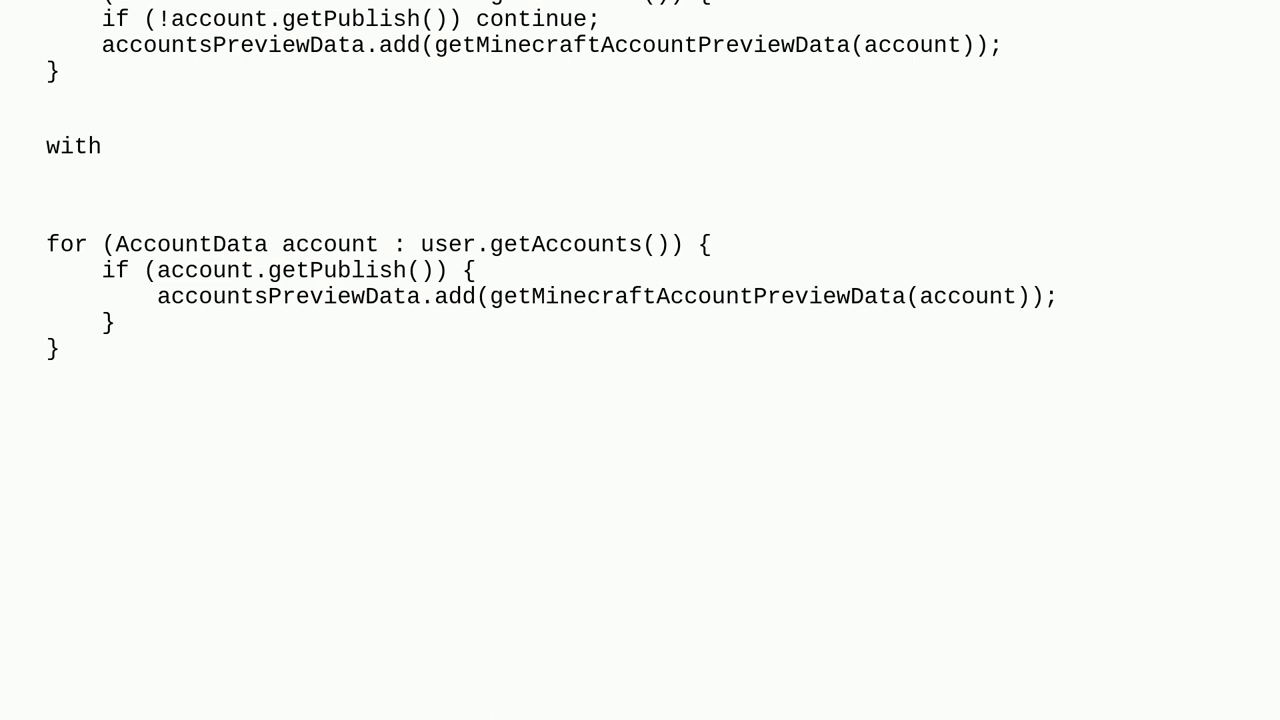 if (!account.getPublish()) continue;
accountsPreviewData.add(getMinecraftAccountPreviewData(account));
}
with
for (AccountData account : user.getAccounts()) {
if (account.getPublish()) {
accountsPreviewData.add(getMinecraftAccountPreviewData(account));
}
}